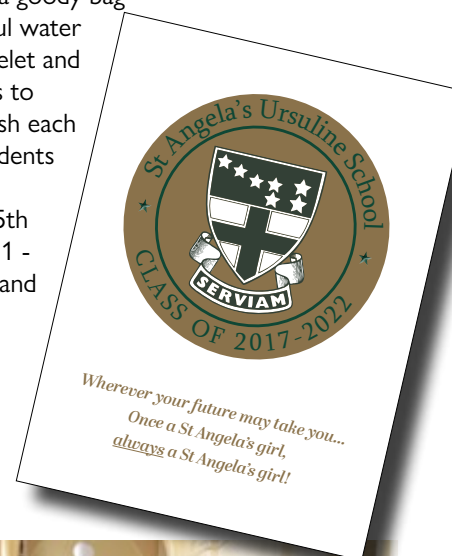 a goody bag
ul water
elet and
s to
sh each
dents
5th
1 -
and
St Angela's Ursuline School
SERVIAM
CLASS OF 2017-2022
Wherever your future may take you...
Once a St Angela's girl,
always a St Angela's girl!